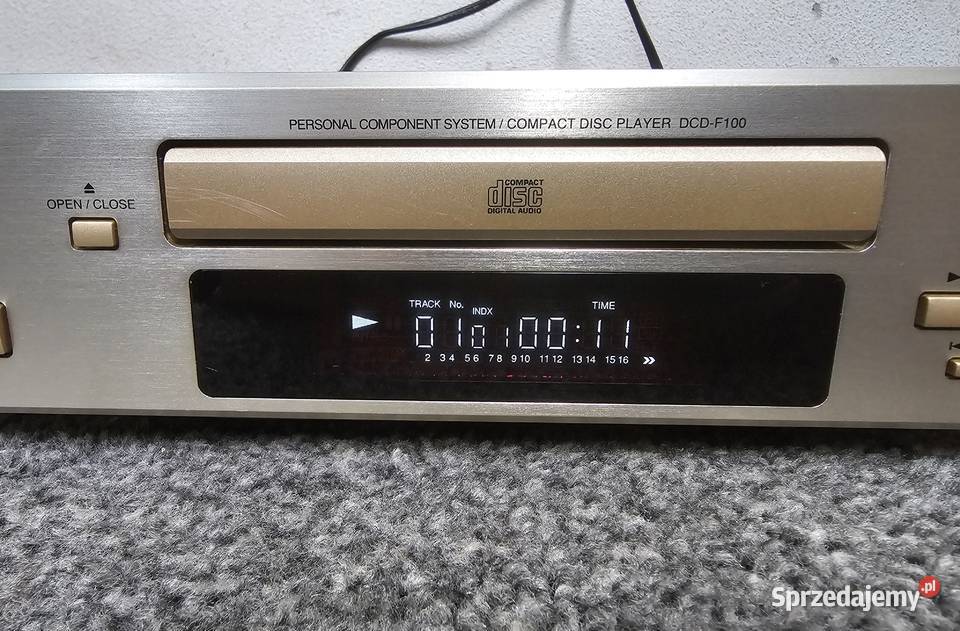 PERSONAL COMPONENT SYSTEM / COMPACT DISC PLAYER DCD-F100
COMPACT
disc
DIGITAL AUDIO
OPEN / CLOSE
TRACK No. INDX TIME
01 01 00:11
2 3 4 5 6 7 8 9 10 11 12 13 14 15 16 »
Sprzedajemy.pl